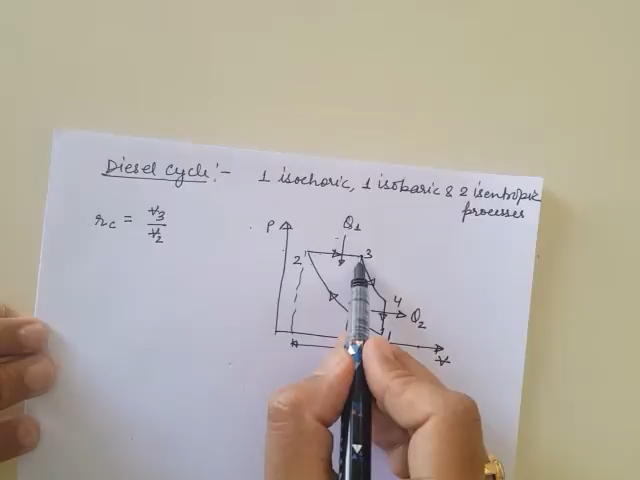 Diesel Cycle:- 1 isochoric, 1 isobaric & 2 isentropic
processes
rc = V3
V2
P
Q1
2
3
4
Q2
1
V